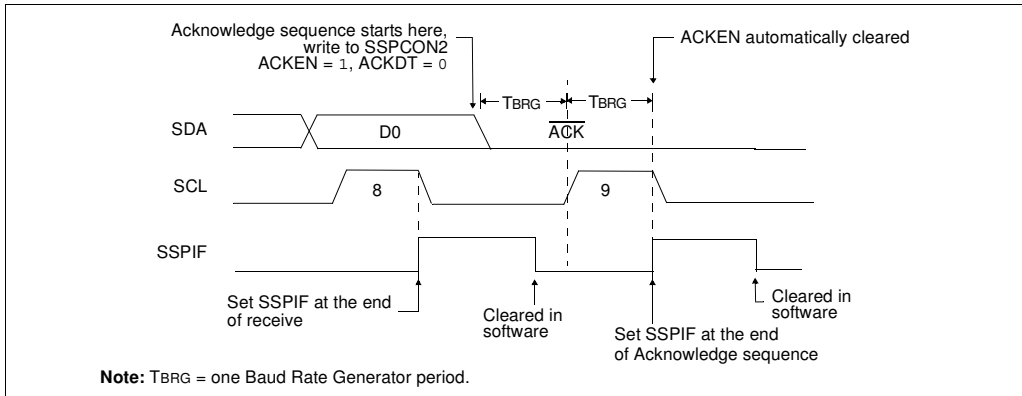 Acknowledge sequence starts here,
write to SSPCON2
ACKEN = 1, ACKDT = 0
ACKEN automatically cleared
TBRG
TBRG
SDA
D0
ACK
SCL
8
9
SSPIF
Set SSPIF at the end
of receive
Cleared in
software
Set SSPIF at the end
of Acknowledge sequence
Cleared in
software
Note: TBRG = one Baud Rate Generator period.